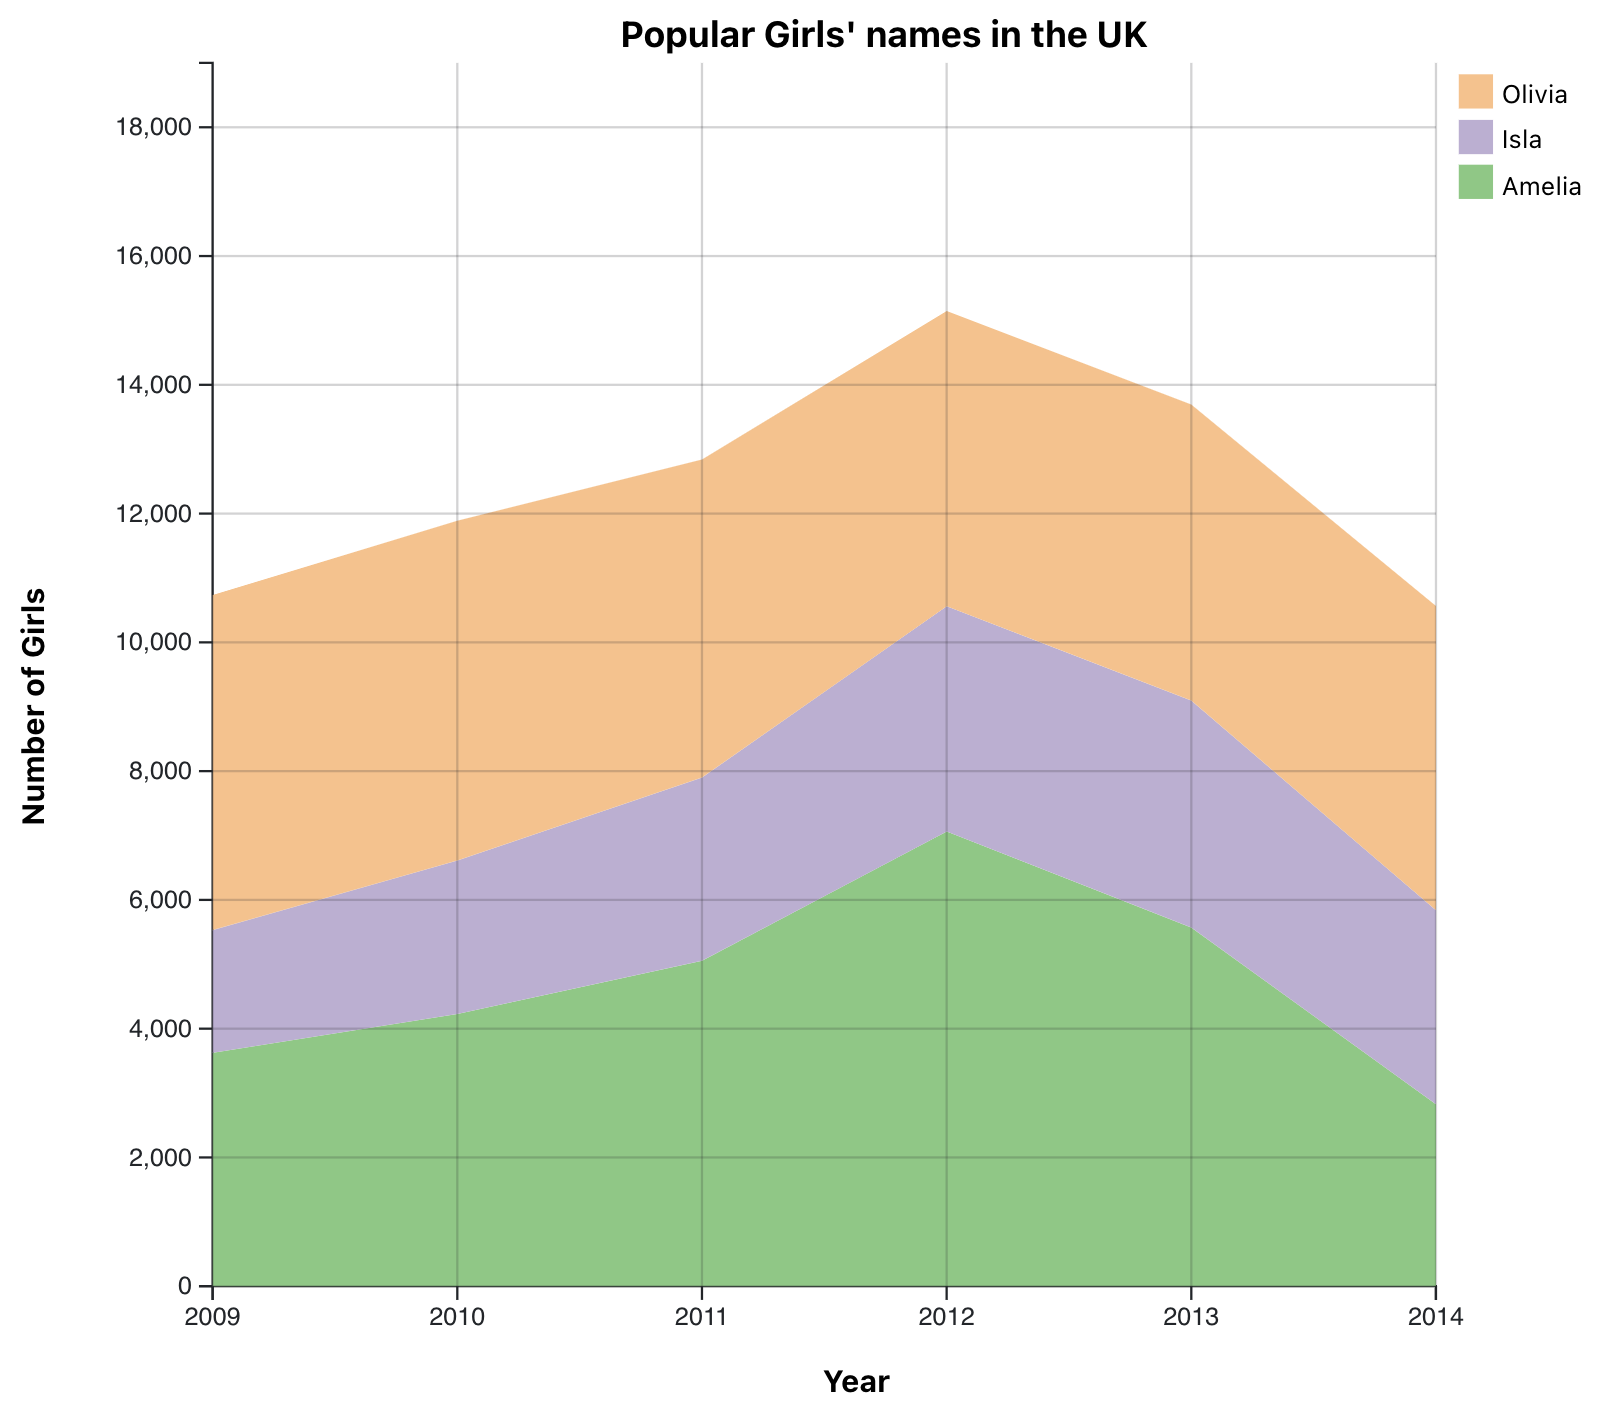 Popular Girls' names in the UK
Olivia
Isla
Amelia
18,000
16,000
14,000
12,000
10,000
8,000
6,000
4,000
2,000
0
Number of Girls
2009 2010 2011 2012 2013 2014
Year